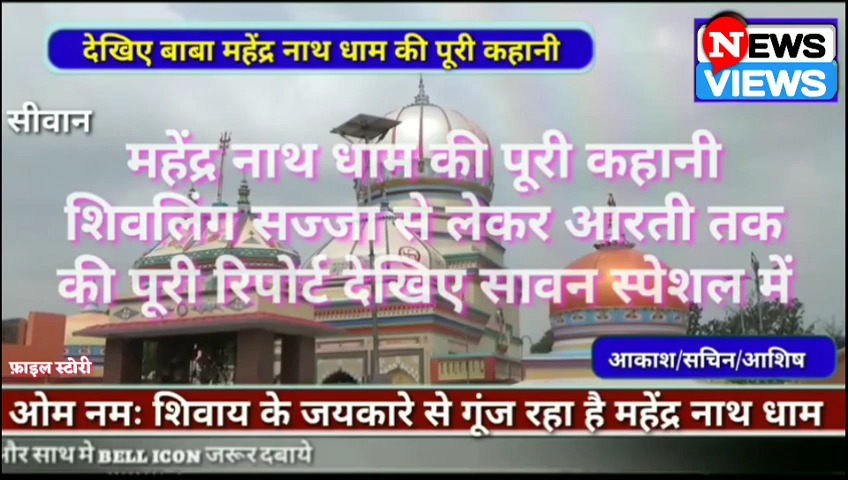 देखिए बाबा महेंद्र नाथ धाम की पूरी कहानी
NEWS
VIEWS
सीवान
महेंद्र नाथ धाम की पूरी कहानी
शिवलिंग सज्जा से लेकर आरती तक
की पूरी रिपोर्ट देखिए सावन स्पेशल में
आकाश/सचिन/आशिष
फ़ाइल स्टोरी
ओम नमः शिवाय के जयकारे से गूंज रहा है महेंद्र नाथ धाम
और साथ मे BELL ICON जरूर दबाये